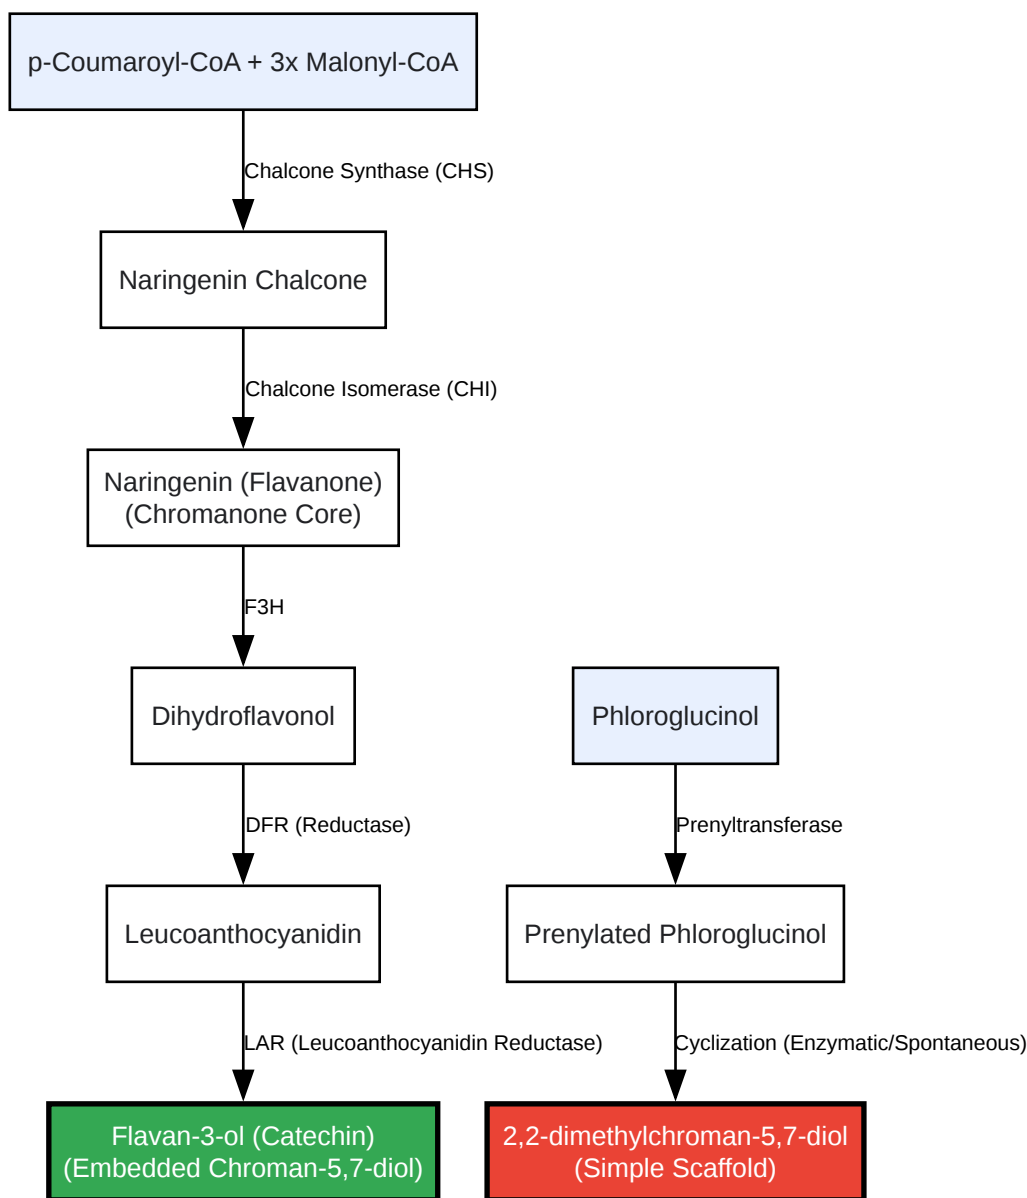 p-Coumaroyl-CoA + 3x Malonyl-CoA
Chalcone Synthase (CHS)
Naringenin Chalcone
Chalcone Isomerase (CHI)
Naringenin (Flavanone)
(Chromanone Core)
F3H
Dihydroflavonol
DFR (Reductase)
Leucoanthocyanidin
LAR (Leucoanthocyanidin Reductase)
Flavan-3-ol (Catechin)
(Embedded Chroman-5,7-diol)
Phloroglucinol
Prenyltransferase
Prenylated Phloroglucinol
Cyclization (Enzymatic/Spontaneous)
2,2-dimethylchroman-5,7-diol
(Simple Scaffold)